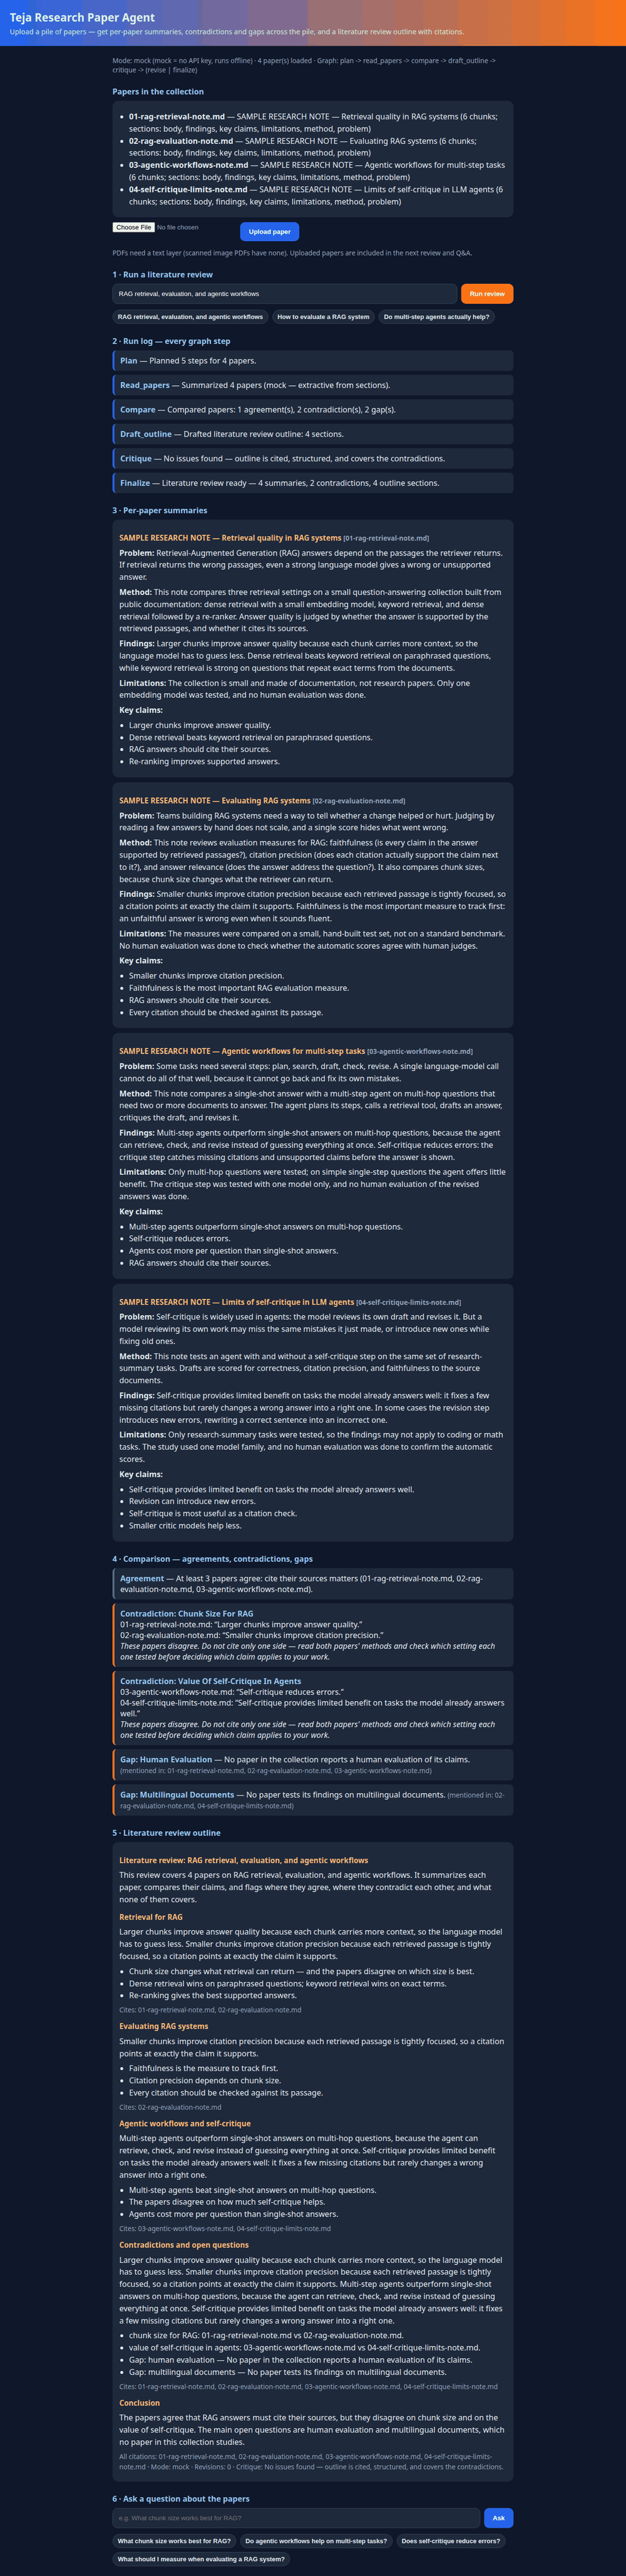 Teja Research Paper Agent
Upload a pile of papers — get per-paper summaries, contradictions and gaps across the pile, and a literature review outline with citations.
Mode: mock (mock = no API key, runs offline) · 4 paper(s) loaded · Graph: plan -> read_papers -> compare -> draft_outline ->
critique -> (revise | finalize)
Papers in the collection
• 01-rag-retrieval-note.md — SAMPLE RESEARCH NOTE — Retrieval quality in RAG systems (6 chunks;
sections: body, findings, key claims, limitations, method, problem)
• 02-rag-evaluation-note.md — SAMPLE RESEARCH NOTE — Evaluating RAG systems (6 chunks;
sections: body, findings, key claims, limitations, method, problem)
• 03-agentic-workflows-note.md — SAMPLE RESEARCH NOTE — Agentic workflows for multi-step tasks
(6 chunks; sections: body, findings, key claims, limitations, method, problem)
• 04-self-critique-limits-note.md — SAMPLE RESEARCH NOTE — Limits of self-critique in LLM agents (6
chunks; sections: body, findings, key claims, limitations, method, problem)
Choose File No file chosen Upload paper
PDFs need a text layer (scanned image PDFs have none). Uploaded papers are included in the next review and Q&A.
1 · Run a literature review
RAG retrieval, evaluation, and agentic workflows Run review
RAG retrieval, evaluation, and agentic workflows How to evaluate a RAG system Do multi-step agents actually help?
2 · Run log — every graph step
Plan — Planned 5 steps for 4 papers.
Read_papers — Summarized 4 papers (mock — extractive from sections).
Compare — Compared papers: 1 agreement(s), 2 contradiction(s), 2 gap(s).
Draft_outline — Drafted literature review outline: 4 sections.
Critique — No issues found — outline is cited, structured, and covers the contradictions.
Finalize — Literature review ready — 4 summaries, 2 contradictions, 4 outline sections.
3 · Per-paper summaries
SAMPLE RESEARCH NOTE — Retrieval quality in RAG systems [01-rag-retrieval-note.md]
Problem: Retrieval-Augmented Generation (RAG) answers depend on the passages the retriever returns.
If retrieval returns the wrong passages, even a strong language model gives a wrong or unsupported
answer.
Method: This note compares three retrieval settings on a small question-answering collection built from
public documentation: dense retrieval with a small embedding model, keyword retrieval, and dense
retrieval followed by a re-ranker. Answer quality is judged by whether the answer is supported by the
retrieved passages, and whether it cites its sources.
Findings: Larger chunks improve answer quality because each chunk carries more context, so the
language model has to guess less. Dense retrieval beats keyword retrieval on paraphrased questions,
while keyword retrieval is strong on questions that repeat exact terms from the documents.
Limitations: The collection is small and made of documentation, not research papers. Only one
embedding model was tested, and no human evaluation was done.
Key claims:
• Larger chunks improve answer quality.
• Dense retrieval beats keyword retrieval on paraphrased questions.
• RAG answers should cite their sources.
• Re-ranking improves supported answers.
SAMPLE RESEARCH NOTE — Evaluating RAG systems [02-rag-evaluation-note.md]
Problem: Teams building RAG systems need a way to tell whether a change helped or hurt. Judging by
reading a few answers by hand does not scale, and a single score hides what went wrong.
Method: This note reviews evaluation measures for RAG: faithfulness (is every claim in the answer
supported by retrieved passages?), citation precision (does each citation actually support the claim next
to it?), and answer relevance (does the answer address the question?). It also compares chunk sizes,
because chunk size changes what the retriever can return.
Findings: Smaller chunks improve citation precision because each retrieved passage is tightly focused, so
a citation points at exactly the claim it supports. Faithfulness is the most important measure to track first:
an unfaithful answer is wrong even when it sounds fluent.
Limitations: The measures were compared on a small, hand-built test set, not on a standard benchmark.
No human evaluation was done to check whether the automatic scores agree with human judges.
Key claims:
• Smaller chunks improve citation precision.
• Faithfulness is the most important RAG evaluation measure.
• RAG answers should cite their sources.
• Every citation should be checked against its passage.
SAMPLE RESEARCH NOTE — Agentic workflows for multi-step tasks [03-agentic-workflows-note.md]
Problem: Some tasks need several steps: plan, search, draft, check, revise. A single language-model call
cannot do all of that well, because it cannot go back and fix its own mistakes.
Method: This note compares a single-shot answer with a multi-step agent on multi-hop questions that
need two or more documents to answer. The agent plans its steps, calls a retrieval tool, drafts an answer,
critiques the draft, and revises it.
Findings: Multi-step agents outperform single-shot answers on multi-hop questions, because the agent
can retrieve, check, and revise instead of guessing everything at once. Self-critique reduces errors: the
critique step catches missing citations and unsupported claims before the answer is shown.
Limitations: Only multi-hop questions were tested; on simple single-step questions the agent offers little
benefit. The critique step was tested with one model only, and no human evaluation of the revised
answers was done.
Key claims:
• Multi-step agents outperform single-shot answers on multi-hop questions.
• Self-critique reduces errors.
• Agents cost more per question than single-shot answers.
• RAG answers should cite their sources.
SAMPLE RESEARCH NOTE — Limits of self-critique in LLM agents [04-self-critique-limits-note.md]
Problem: Self-critique is widely used in agents: the model reviews its own draft and revises it. But a
model reviewing its own work may miss the same mistakes it just made, or introduce new ones while
fixing old ones.
Method: This note tests an agent with and without a self-critique step on the same set of research-
summary tasks. Drafts are scored for correctness, citation precision, and faithfulness to the source
documents.
Findings: Self-critique provides limited benefit on tasks the model already answers well: it fixes a few
missing citations but rarely changes a wrong answer into a right one. In some cases the revision step
introduces new errors, rewriting a correct sentence into an incorrect one.
Limitations: Only research-summary tasks were tested, so the findings may not apply to coding or math
tasks. The study used one model family, and no human evaluation was done to confirm the automatic
scores.
Key claims:
• Self-critique provides limited benefit on tasks the model already answers well.
• Revision can introduce new errors.
• Self-critique is most useful as a citation check.
• Smaller critic models help less.
4 · Comparison — agreements, contradictions, gaps
Agreement — At least 3 papers agree: cite their sources matters (01-rag-retrieval-note.md, 02-rag-
evaluation-note.md, 03-agentic-workflows-note.md).
Contradiction: Chunk Size For RAG
01-rag-retrieval-note.md: "Larger chunks improve answer quality."
02-rag-evaluation-note.md: "Smaller chunks improve citation precision."
These papers disagree. Do not cite only one side — read both papers' methods and check which setting each
one tested before deciding which claim applies to your work.
Contradiction: Value Of Self-Critique In Agents
03-agentic-workflows-note.md: "Self-critique reduces errors."
04-self-critique-limits-note.md: "Self-critique provides limited benefit on tasks the model already answers
well."
These papers disagree. Do not cite only one side — read both papers' methods and check which setting each
one tested before deciding which claim applies to your work.
Gap: Human Evaluation — No paper in the collection reports a human evaluation of its claims.
(mentioned in: 01-rag-retrieval-note.md, 02-rag-evaluation-note.md, 03-agentic-workflows-note.md)
Gap: Multilingual Documents — No paper tests its findings on multilingual documents. (mentioned in: 02-
rag-evaluation-note.md, 04-self-critique-limits-note.md)
5 · Literature review outline
Literature review: RAG retrieval, evaluation, and agentic workflows
This review covers 4 papers on RAG retrieval, evaluation, and agentic workflows. It summarizes each
paper, compares their claims, and flags where they agree, where they contradict each other, and what
none of them covers.
Retrieval for RAG
Larger chunks improve answer quality because each chunk carries more context, so the language model
has to guess less. Smaller chunks improve citation precision because each retrieved passage is tightly
focused, so a citation points at exactly the claim it supports.
• Chunk size changes what retrieval can return — and the papers disagree on which size is best.
• Dense retrieval wins on paraphrased questions; keyword retrieval wins on exact terms.
• Re-ranking gives the best supported answers.
Cites: 01-rag-retrieval-note.md, 02-rag-evaluation-note.md
Evaluating RAG systems
Smaller chunks improve citation precision because each retrieved passage is tightly focused, so a citation
points at exactly the claim it supports.
• Faithfulness is the measure to track first.
• Citation precision depends on chunk size.
• Every citation should be checked against its passage.
Cites: 02-rag-evaluation-note.md
Agentic workflows and self-critique
Multi-step agents outperform single-shot answers on multi-hop questions, because the agent can
retrieve, check, and revise instead of guessing everything at once. Self-critique provides limited benefit
on tasks the model already answers well: it fixes a few missing citations but rarely changes a wrong
answer into a right one.
• Multi-step agents beat single-shot answers on multi-hop questions.
• The papers disagree on how much self-critique helps.
• Agents cost more per question than single-shot answers.
Cites: 03-agentic-workflows-note.md, 04-self-critique-limits-note.md
Contradictions and open questions
Larger chunks improve answer quality because each chunk carries more context, so the language model
has to guess less. Smaller chunks improve citation precision because each retrieved passage is tightly
focused, so a citation points at exactly the claim it supports. Multi-step agents outperform single-shot
answers on multi-hop questions, because the agent can retrieve, check, and revise instead of guessing
everything at once. Self-critique provides limited benefit on tasks the model already answers well: it fixes
a few missing citations but rarely changes a wrong answer into a right one.
• chunk size for RAG: 01-rag-retrieval-note.md vs 02-rag-evaluation-note.md.
• value of self-critique in agents: 03-agentic-workflows-note.md vs 04-self-critique-limits-note.md.
• Gap: human evaluation — No paper in the collection reports a human evaluation of its claims.
• Gap: multilingual documents — No paper tests its findings on multilingual documents.
Cites: 01-rag-retrieval-note.md, 02-rag-evaluation-note.md, 03-agentic-workflows-note.md, 04-self-critique-limits-note.md
Conclusion
The papers agree that RAG answers must cite their sources, but they disagree on chunk size and on the
value of self-critique. The main open questions are human evaluation and multilingual documents, which
no paper in this collection studies.
All citations: 01-rag-retrieval-note.md, 02-rag-evaluation-note.md, 03-agentic-workflows-note.md, 04-self-critique-limits-
note.md · Mode: mock · Revisions: 0 · Critique: No issues found — outline is cited, structured, and covers the contradictions.
6 · Ask a question about the papers
e.g. What chunk size works best for RAG? Ask
What chunk size works best for RAG? Do agentic workflows help on multi-step tasks? Does self-critique reduce errors?
What should I measure when evaluating a RAG system?